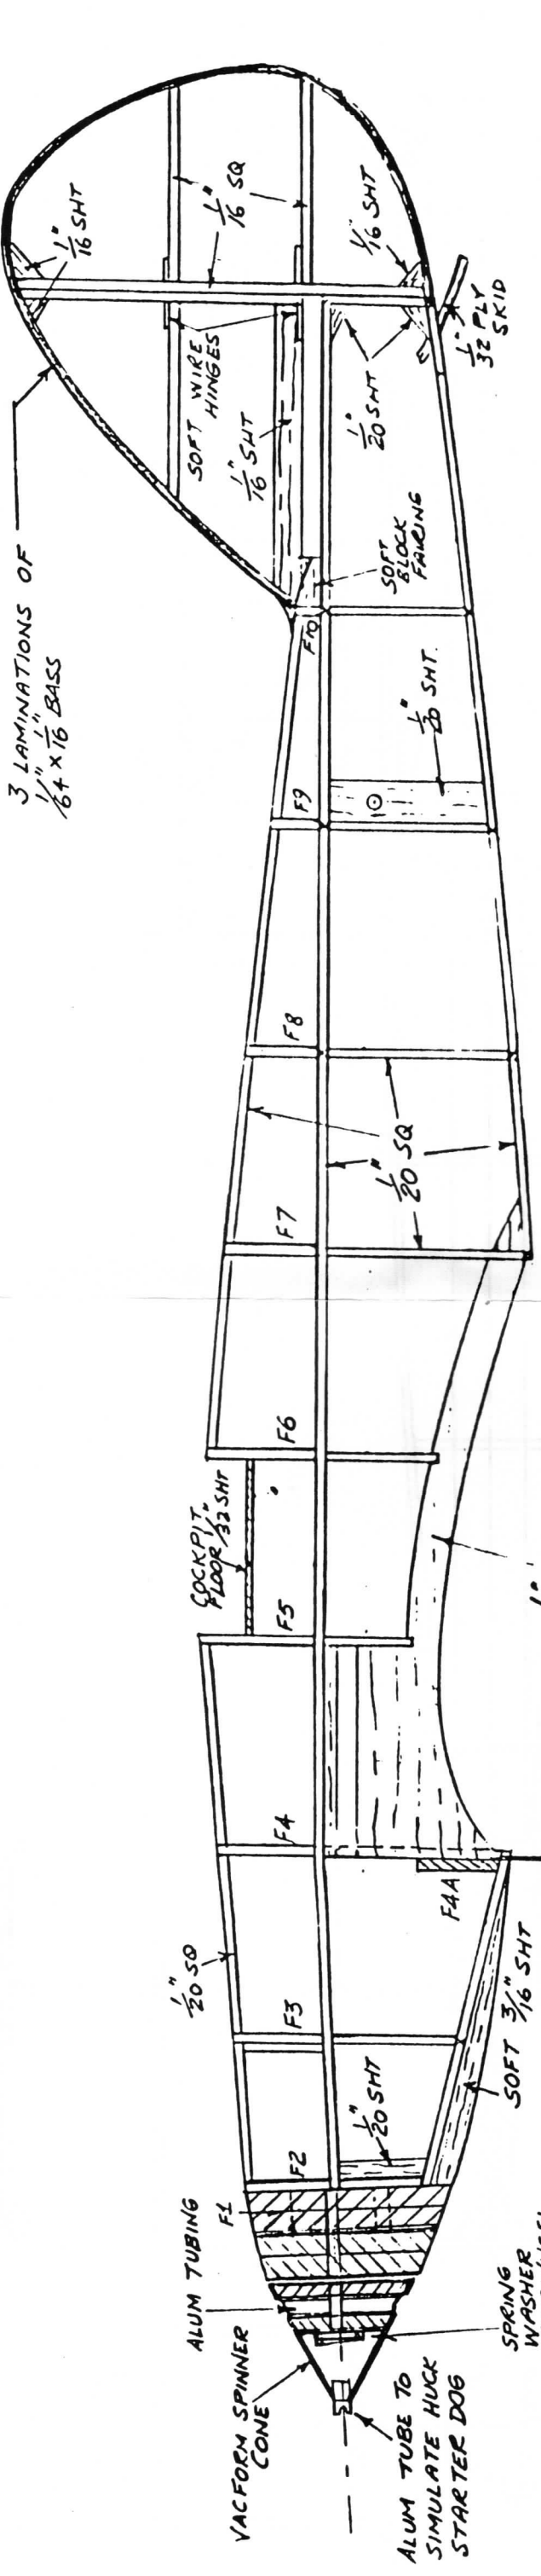 3 LAMINATIONS OF
1/64" X 1/16" BASS
1/16" SHT
1/16" SQ
1/16 SHT
SOFT WIRE
HINGES
1/16" SHT
1/20" SHT
1/32" PLY
SKID
SOFT
BLOCK
FAIRING
F10
1/20" SHT.
F9
F8
F7
1/20" SQ
F6
COCKPIT
FLOOR 1/32" SHT
F5
F4
F4A
1/20" SQ
F3
SOFT 3/16" SHT
1/20" SHT
F2
F1
ALUM TUBING
VACFORM SPINNER
CONE
SPRING
WASHER
ALUM TUBE TO
SIMULATE HUCK
STARTER DOG